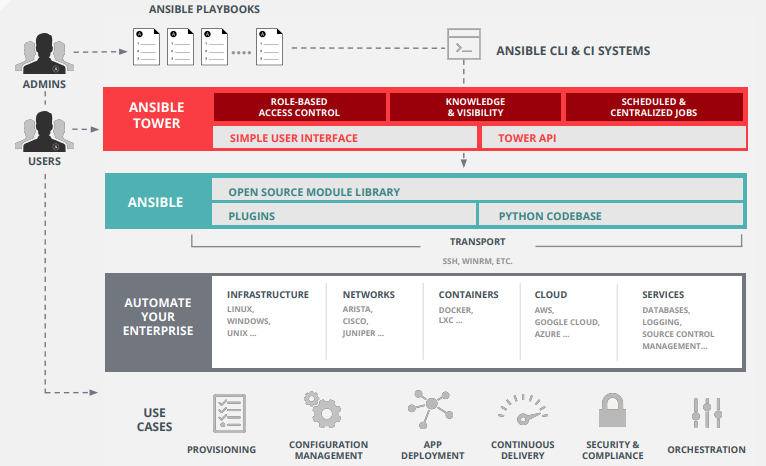 ANSIBLE PLAYBOOKS
ANSIBLE CLI & CI SYSTEMS
ADMINS
USERS
ANSIBLE
TOWER
ROLE-BASED
ACCESS CONTROL
KNOWLEDGE
& VISIBILITY
SCHEDULED &
CENTRALIZED JOBS
SIMPLE USER INTERFACE
TOWER API
ANSIBLE
OPEN SOURCE MODULE LIBRARY
PLUGINS
PYTHON CODEBASE
TRANSPORT
SSH, WINRM, ETC.
AUTOMATE
YOUR
ENTERPRISE
INFRASTRUCTURE
LINUX,
WINDOWS,
UNIX ...
NETWORKS
ARISTA,
CISCO,
JUNIPER ...
CONTAINERS
DOCKER,
LXC ...
CLOUD
AWS,
GOOGLE CLOUD,
AZURE ...
SERVICES
DATABASES,
LOGGING,
SOURCE CONTROL
MANAGEMENT...
USE
CASES
PROVISIONING
CONFIGURATION
MANAGEMENT
APP
DEPLOYMENT
CONTINUOUS
DELIVERY
SECURITY &
COMPLIANCE
ORCHESTRATION